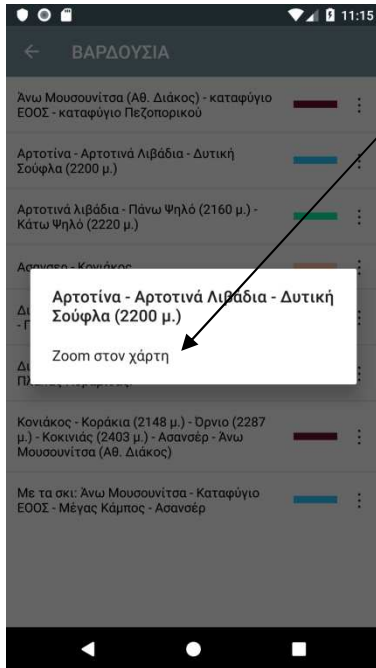 11:15
ΒΑΡΔΟΥΣΙΑ
Άνω Μουσουνίτσα (Αθ. Διάκος) - καταφύγιο
ΕΟΟΣ - καταφύγιο Πεζοπορικού
Αρτοτίνα - Αρτοτινά Λιβάδια - Δυτική
Σούφλα (2200 μ.)
Αρτοτινά λιβάδια - Πάνω Ψηλό (2160 μ.) -
Κάτω Ψηλό (2220 μ.)
Ασανσερ - Κονιάκος
Αρτοτίνα - Αρτοτινά Λιβάδια - Δυτική
Σούφλα (2200 μ.)
Zoom στον χάρτη
Κονιάκος - Κοράκια (2148 μ.) - Όρνιο (2287
μ.) - Κοκινιάς (2403 μ.) - Ασανσέρ - Άνω
Μουσουνίτσα (Αθ. Διάκος)
Με τα σκι: Άνω Μουσουνίτσα - Καταφύγιο
ΕΟΟΣ - Μέγας Κάμπος - Ασανσέρ